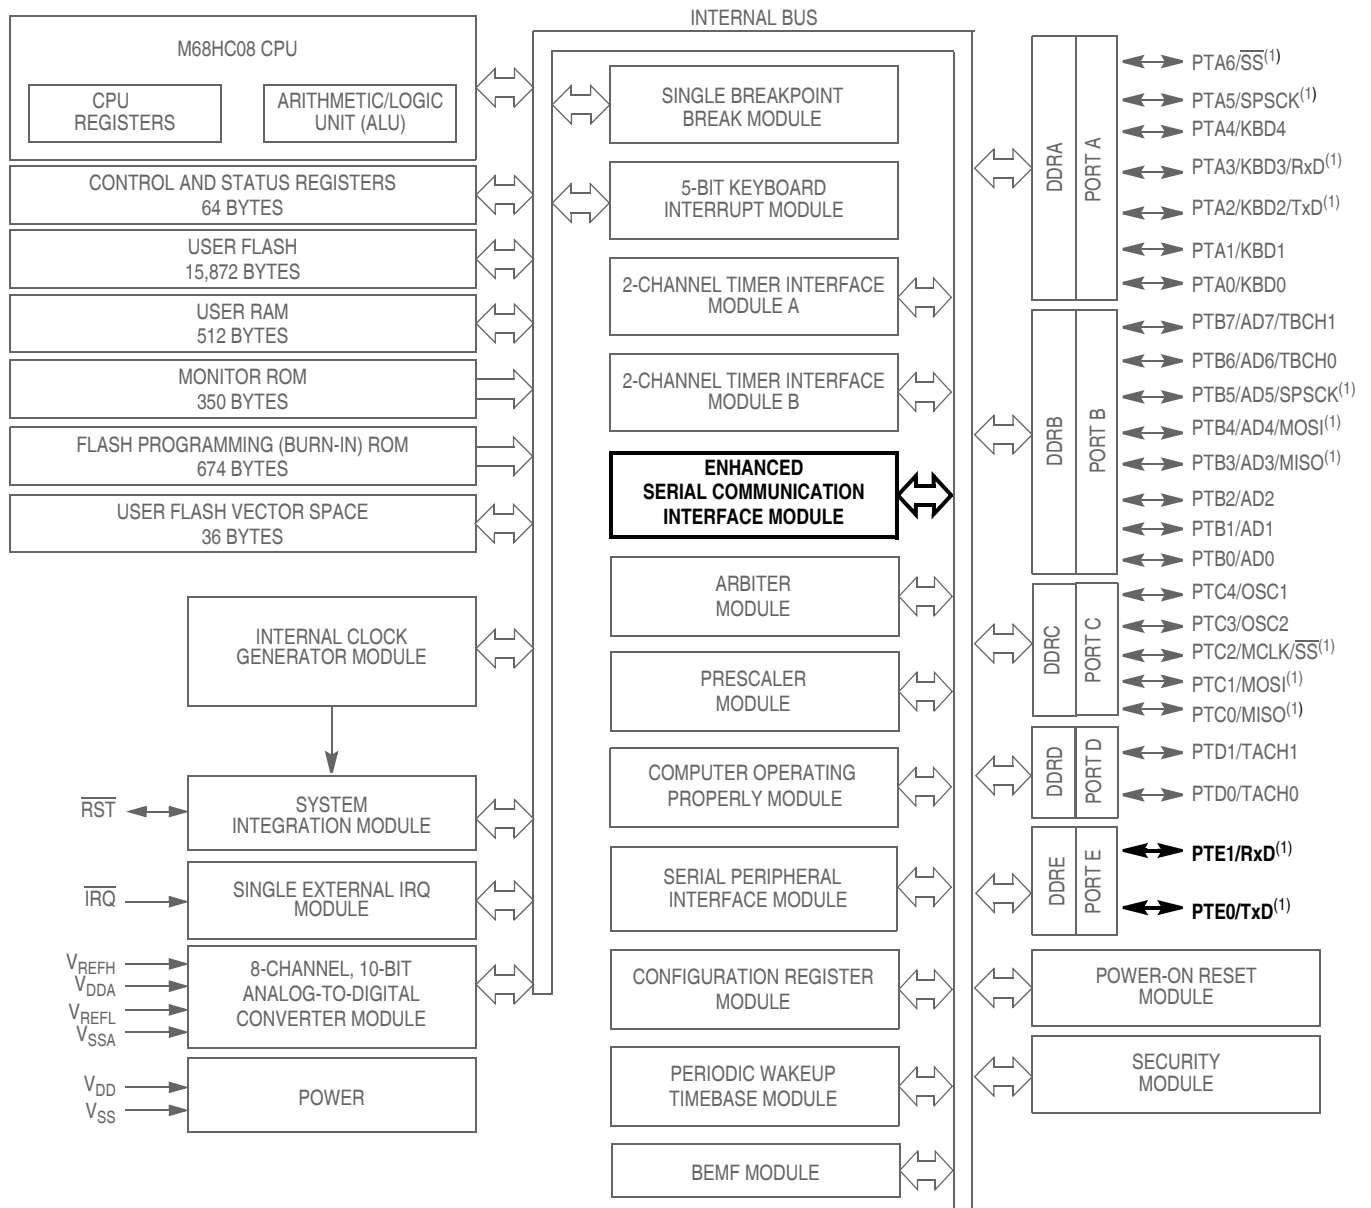 INTERNAL BUS
M68HC08 CPU
CPU
REGISTERS
ARITHMETIC/LOGIC
UNIT (ALU)
CONTROL AND STATUS REGISTERS
64 BYTES
USER FLASH
15,872 BYTES
USER RAM
512 BYTES
MONITOR ROM
350 BYTES
FLASH PROGRAMMING (BURN-IN) ROM
674 BYTES
USER FLASH VECTOR SPACE
36 BYTES
INTERNAL CLOCK
GENERATOR MODULE
RST
SYSTEM
INTEGRATION MODULE
IRQ
SINGLE EXTERNAL IRQ
MODULE
VREFH
VDDA
VREFL
VSSA
8-CHANNEL, 10-BIT
ANALOG-TO-DIGITAL
CONVERTER MODULE
VDD
VSS
POWER
SINGLE BREAKPOINT
BREAK MODULE
5-BIT KEYBOARD
INTERRUPT MODULE
2-CHANNEL TIMER INTERFACE
MODULE A
2-CHANNEL TIMER INTERFACE
MODULE B
ENHANCED
SERIAL COMMUNICATION
INTERFACE MODULE
ARBITER
MODULE
PRESCALER
MODULE
COMPUTER OPERATING
PROPERLY MODULE
SERIAL PERIPHERAL
INTERFACE MODULE
CONFIGURATION REGISTER
MODULE
PERIODIC WAKEUP
TIMEBASE MODULE
BEMF MODULE
DDRA
PORT A
PTA6/SS(1)
PTA5/SPSCK(1)
PTA4/KBD4
PTA3/KBD3/RxD(1)
PTA2/KBD2/TxD(1)
PTA1/KBD1
PTA0/KBD0
DDRB
PORT B
PTB7/AD7/TBCH1
PTB6/AD6/TBCH0
PTB5/AD5/SPSCK(1)
PTB4/AD4/MOSI(1)
PTB3/AD3/MISO(1)
PTB2/AD2
PTB1/AD1
PTB0/AD0
DDRC
PORT C
PTC4/OSC1
PTC3/OSC2
PTC2/MCLK/SS(1)
PTC1/MOSI(1)
PTC0/MISO(1)
DDRD
PORT D
PTD1/TACH1
PTD0/TACH0
DDRE
PORT E
PTE1/RxD(1)
PTE0/TxD(1)
POWER-ON RESET
MODULE
SECURITY
MODULE